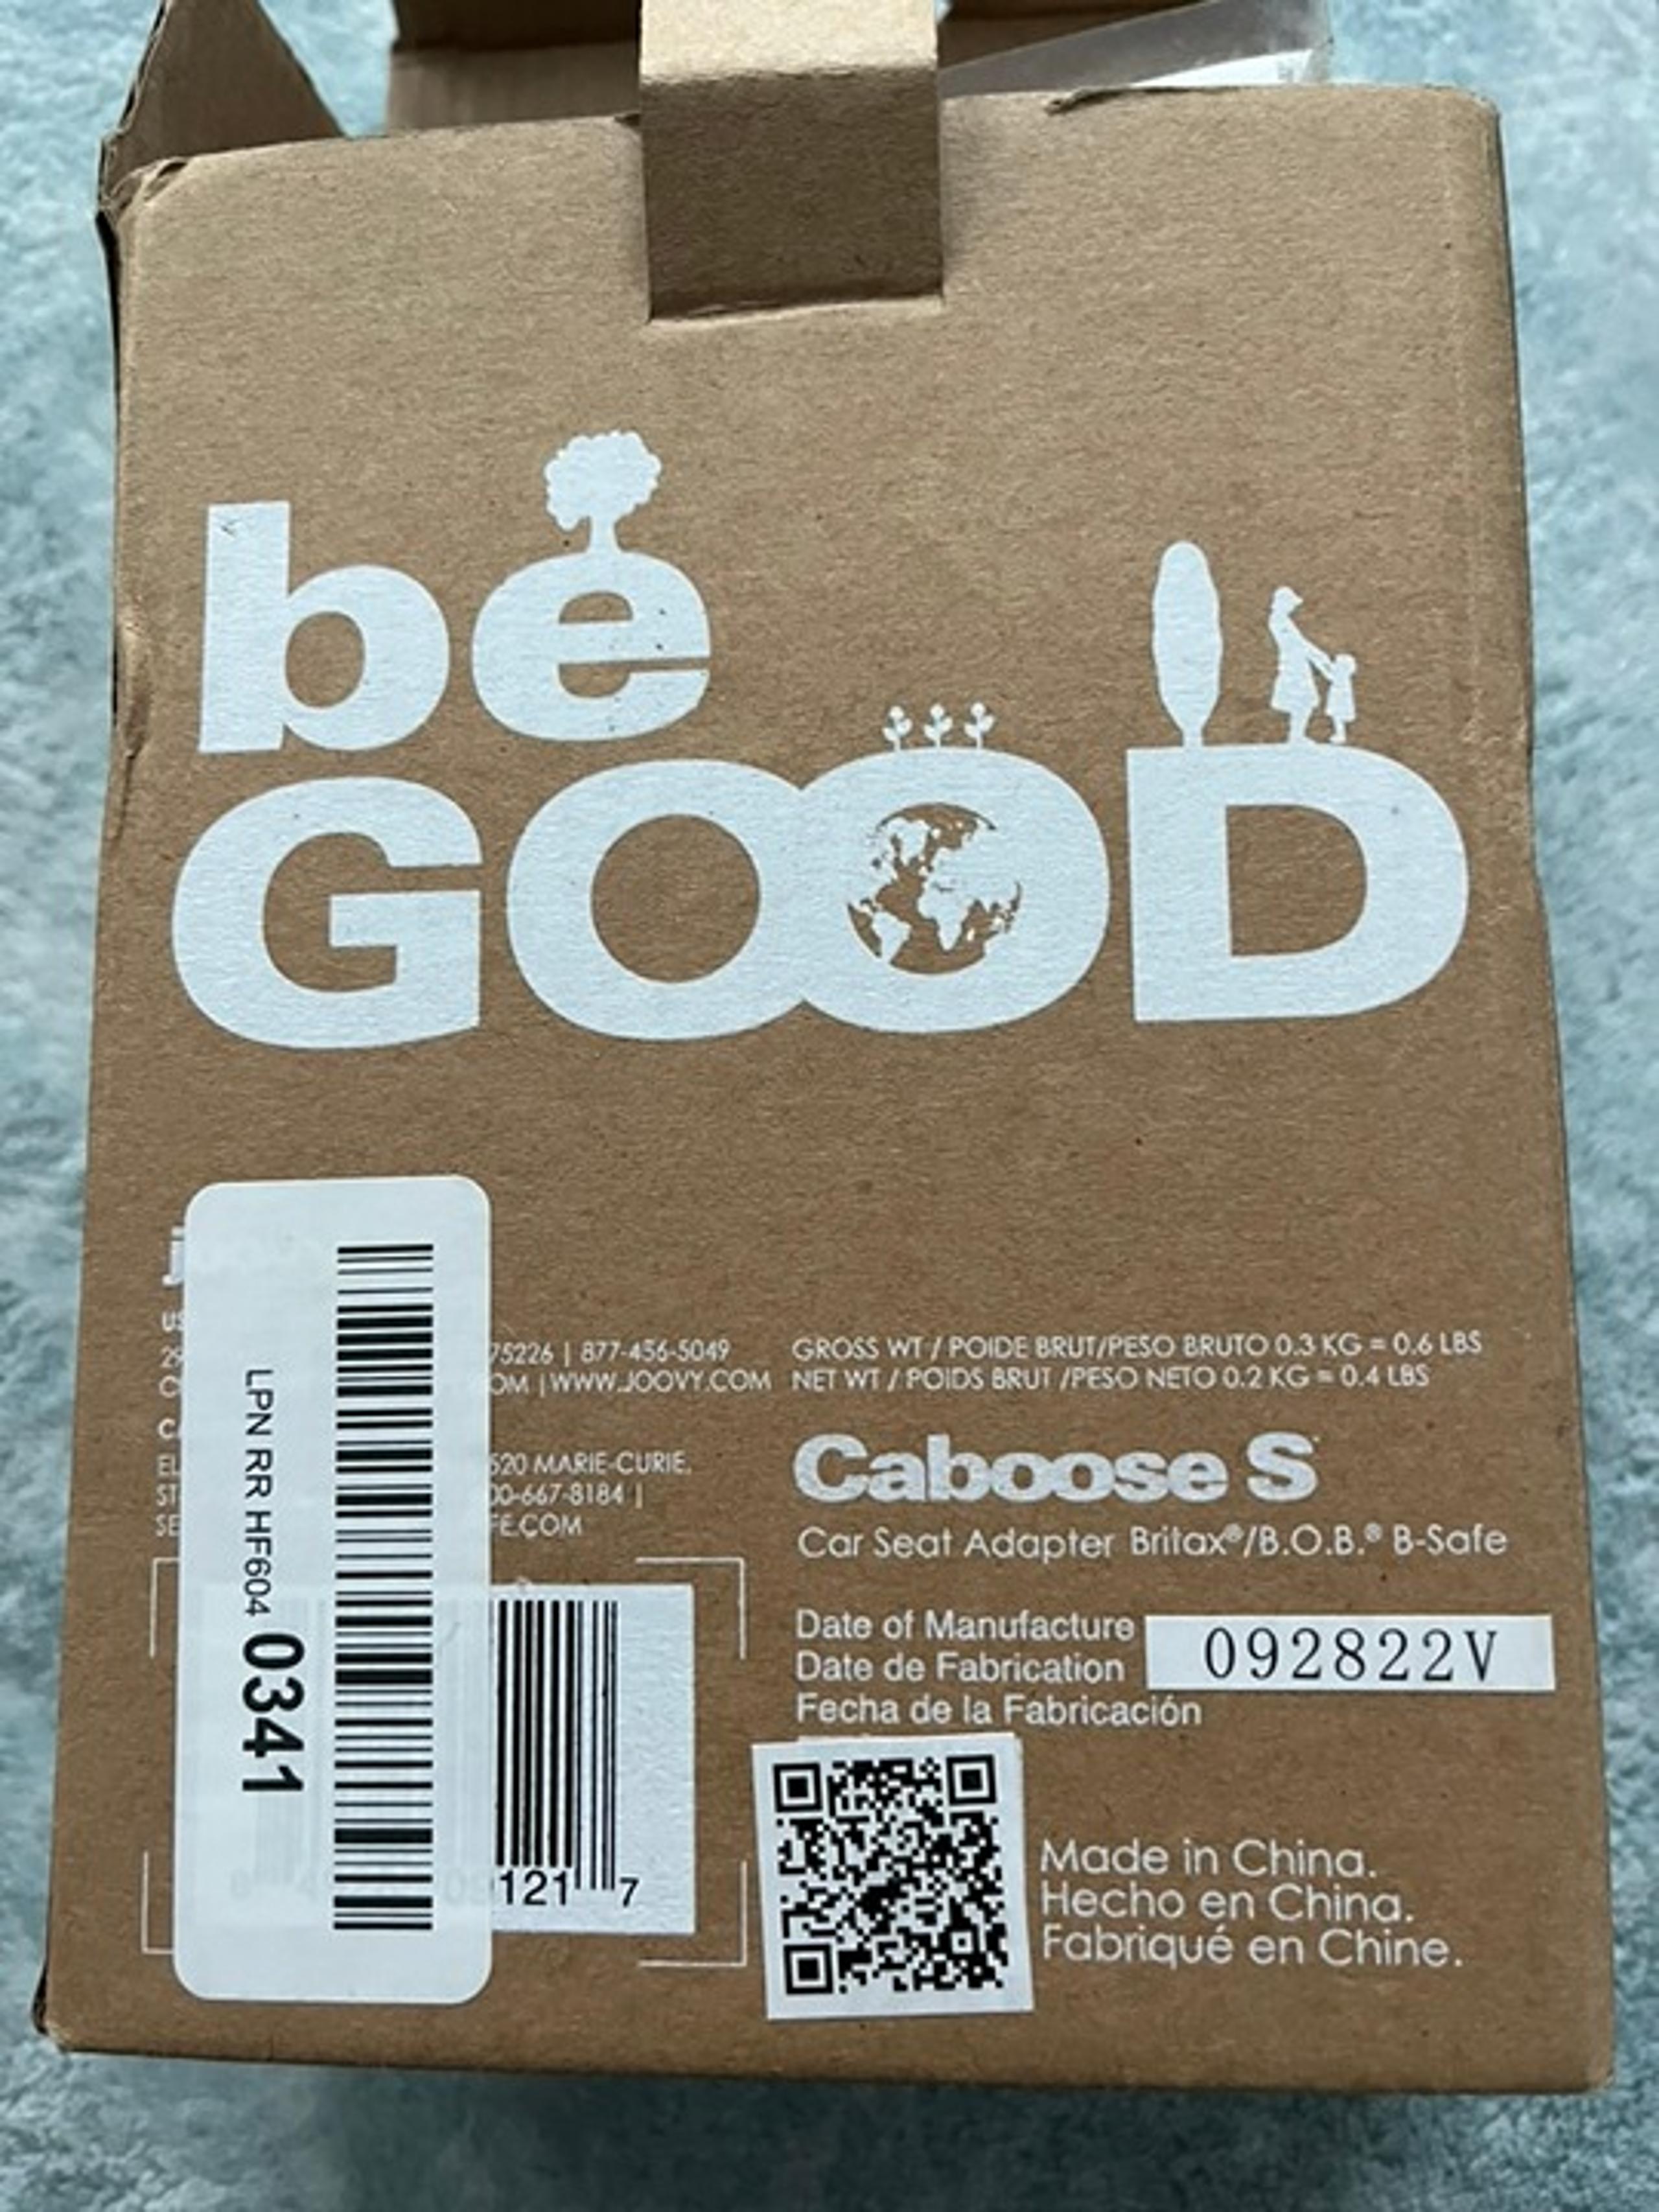 be
GOOD
75226 | 877-456-5049
OM | WWW.JOOVY.COM
520 MARIE-CURIE,
00-667-8184 |
FE.COM
GROSS WT / POIDE BRUT/PESO BRUTO 0.3 KG = 0.6 LBS
NET WT / POIDS BRUT /PESO NETO 0.2 KG = 0.4 LBS
Caboose S
Car Seat Adapter Britax®/B.O.B.® B-Safe
Date of Manufacture
Date de Fabrication
Fecha de la Fabricación
092822V
LPN RR HF604 0341
121 7
Made in China.
Hecho en China.
Fabriqué en Chine.